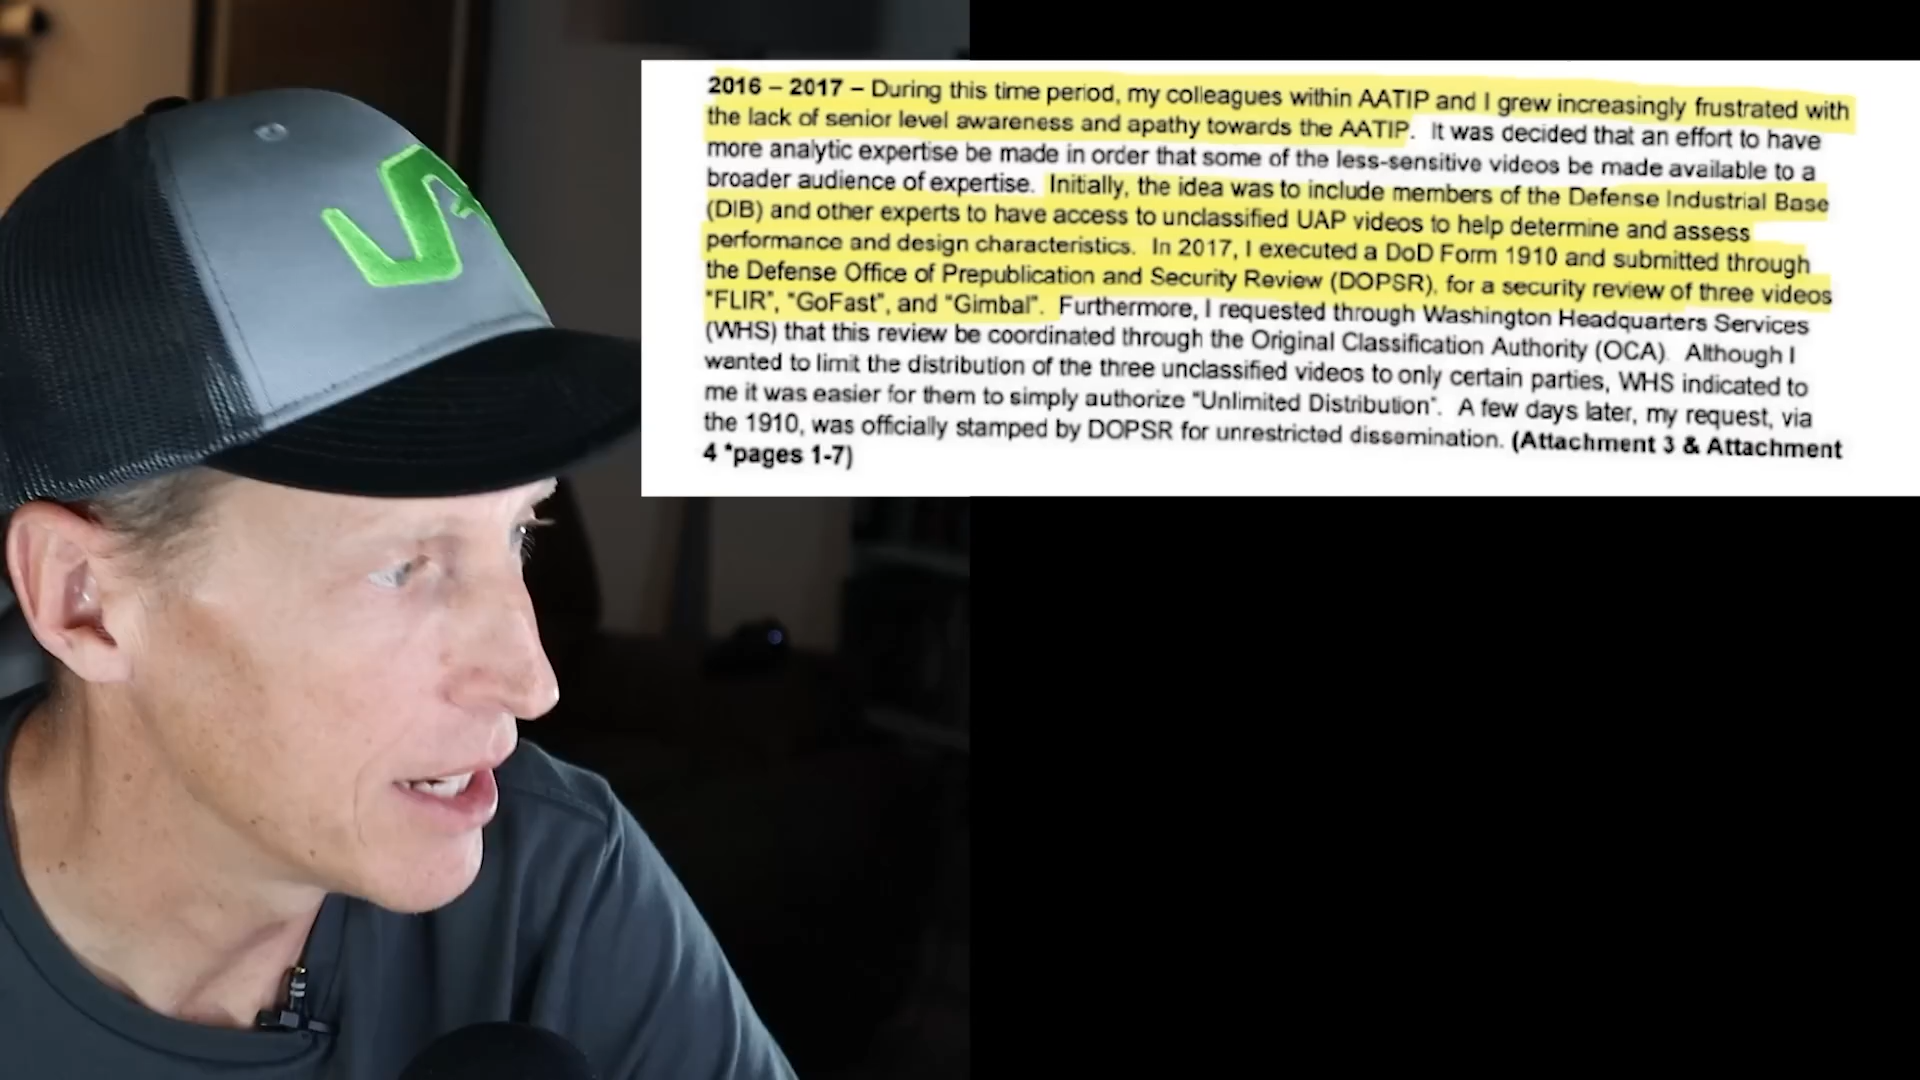 2016 – 2017 – During this time period, my colleagues within AATIP and I grew increasingly frustrated with
the lack of senior level awareness and apathy towards the AATIP. It was decided that an effort to have
more analytic expertise be made in order that some of the less-sensitive videos be made available to a
broader audience of expertise. Initially, the idea was to include members of the Defense Industrial Base
(DIB) and other experts to have access to unclassified UAP videos to help determine and assess
performance and design characteristics. In 2017, I executed a DoD Form 1910 and submitted through
the Defense Office of Prepublication and Security Review (DOPSR), for a security review of three videos
"FLIR", "GoFast", and "Gimbal". Furthermore, I requested through Washington Headquarters Services
(WHS) that this review be coordinated through the Original Classification Authority (OCA). Although I
wanted to limit the distribution of the three unclassified videos to only certain parties, WHS indicated to
me it was easier for them to simply authorize "Unlimited Distribution". A few days later, my request, via
the 1910, was officially stamped by DOPSR for unrestricted dissemination. (Attachment 3 & Attachment
4 *pages 1-7)